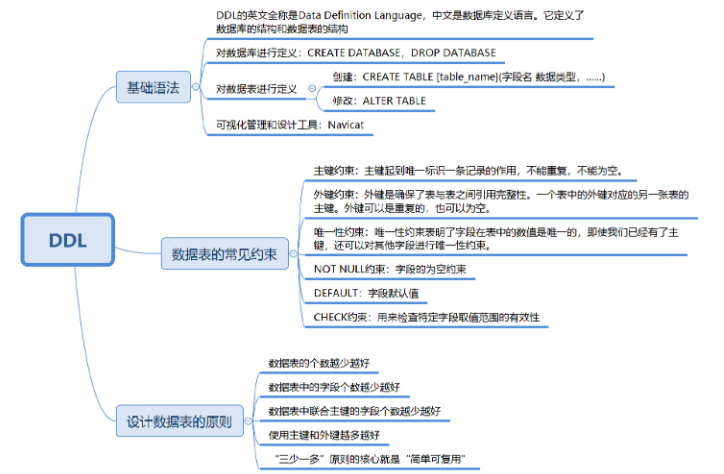 DDL
基础语法
DDL的英文全称是Data Definition Language，中文是数据库定义语言。它定义了
数据库的结构和数据表的结构
对数据库进行定义：CREATE DATABASE，DROP DATABASE
对数据表进行定义
创建：CREATE TABLE [table_name](字段名 数据类型，......)
修改：ALTER TABLE
可视化管理和设计工具：Navicat
数据表的常见约束
主键约束：主键起到唯一标识一条记录的作用，不能重复，不能为空。
外键约束：外键是确保了表与表之间引用完整性。一个表中的外键对应的另一张表的
主键。外键可以是重复的，也可以为空。
唯一性约束：唯一性约束表明了字段在表中的数值是唯一的，即使我们已经有了主
键，还可以对其他字段进行唯一性约束。
NOT NULL约束：字段的为空约束
DEFAULT：字段默认值
CHECK约束：用来检查特定字段取值范围的有效性
设计数据表的原则
数据表的个数越少越好
数据表中的字段个数越少越好
数据表中联合主键的字段个数越少越好
使用主键和外键越多越好
“三少一多”原则的核心就是“简单可复用”